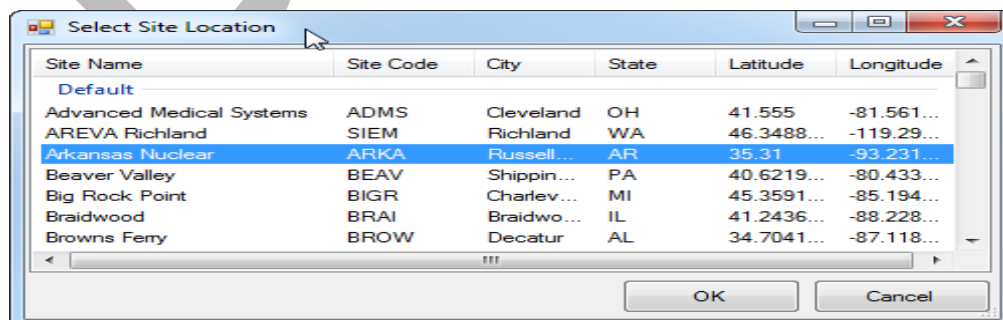 Select Site Location
Site Name Site Code City State Latitude Longitude
Default
Advanced Medical Systems ADMS Cleveland OH 41.555 -81.561...
AREVA Richland SIEM Richland WA 46.3488... -119.29...
Arkansas Nuclear ARKA Russell... AR 35.31 -93.231...
Beaver Valley BEAV Shippin... PA 40.6219... -80.433...
Big Rock Point BIGR Charlev... MI 45.3591... -85.194...
Braidwood BRAI Braidwo... IL 41.2436... -88.228...
Browns Ferry BROW Decatur AL 34.7041... -87.118...
OK Cancel